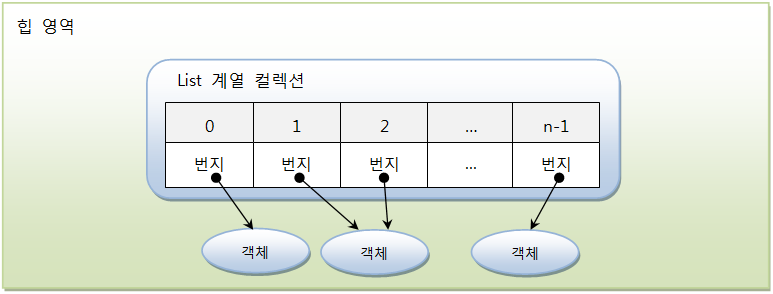 힙 영역
List 계열 컬렉션
0 1 2 ... n-1
번지 번지 번지 ... 번지
객체 객체 객체